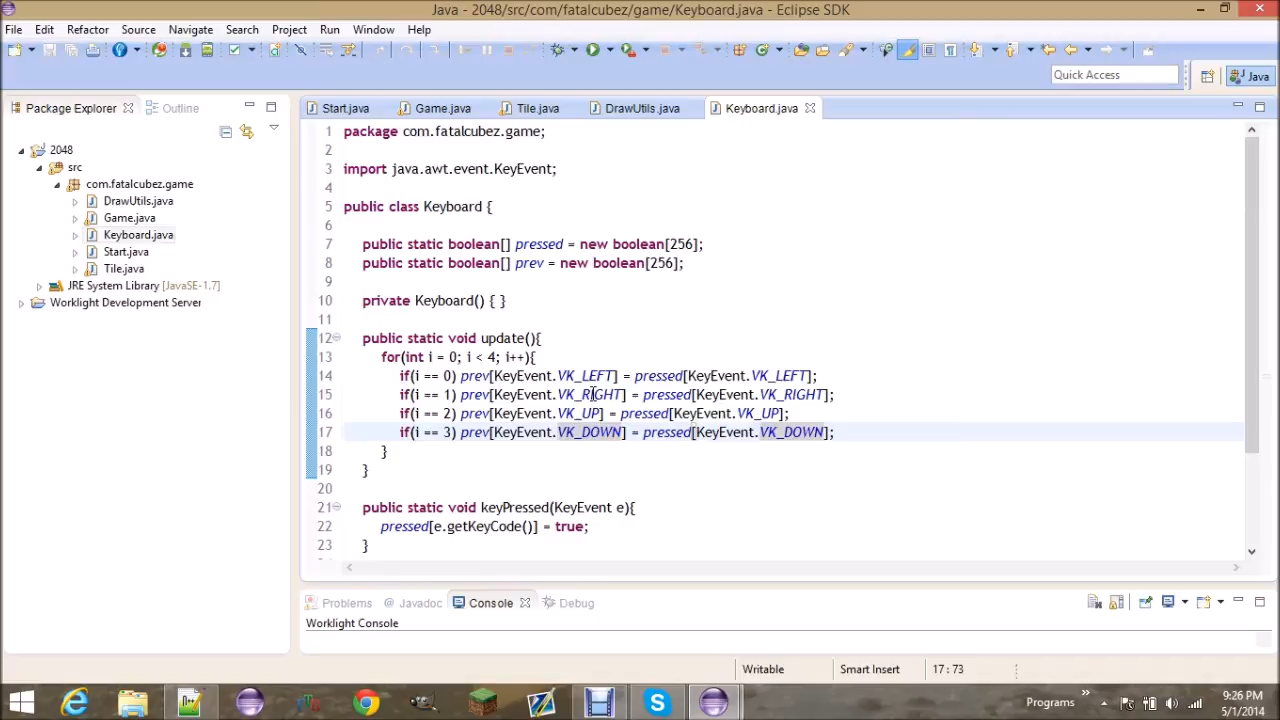 Java - 2048/src/com/fatalcubez/game/Keyboard.java - Eclipse SDK
File Edit Refactor Source Navigate Search Project Run Window Help
Quick Access
Java
Package Explorer
Outline
Start.java
Game.java
Tile.java
DrawUtils.java
Keyboard.java
2048
src
com.fatalcubez.game
DrawUtils.java
Game.java
Keyboard.java
Start.java
Tile.java
JRE System Library [JavaSE-1.7]
Worklight Development Server
1 package com.fatalcubez.game;
2
3 import java.awt.event.KeyEvent;
4
5 public class Keyboard {
6
7 public static boolean[] pressed = new boolean[256];
8 public static boolean[] prev = new boolean[256];
9
10 private Keyboard() { }
11
12 public static void update(){
13 for(int i = 0; i < 4; i++){
14 if(i == 0) prev[KeyEvent.VK_LEFT] = pressed[KeyEvent.VK_LEFT];
15 if(i == 1) prev[KeyEvent.VK_RIGHT] = pressed[KeyEvent.VK_RIGHT];
16 if(i == 2) prev[KeyEvent.VK_UP] = pressed[KeyEvent.VK_UP];
17 if(i == 3) prev[KeyEvent.VK_DOWN] = pressed[KeyEvent.VK_DOWN];
18 }
19 }
20
21 public static void keyPressed(KeyEvent e){
22 pressed[e.getKeyCode()] = true;
23 }
Problems @ Javadoc Console Debug
Worklight Console
Writable Smart Insert 17 : 73
Programs
9:26 PM
5/1/2014